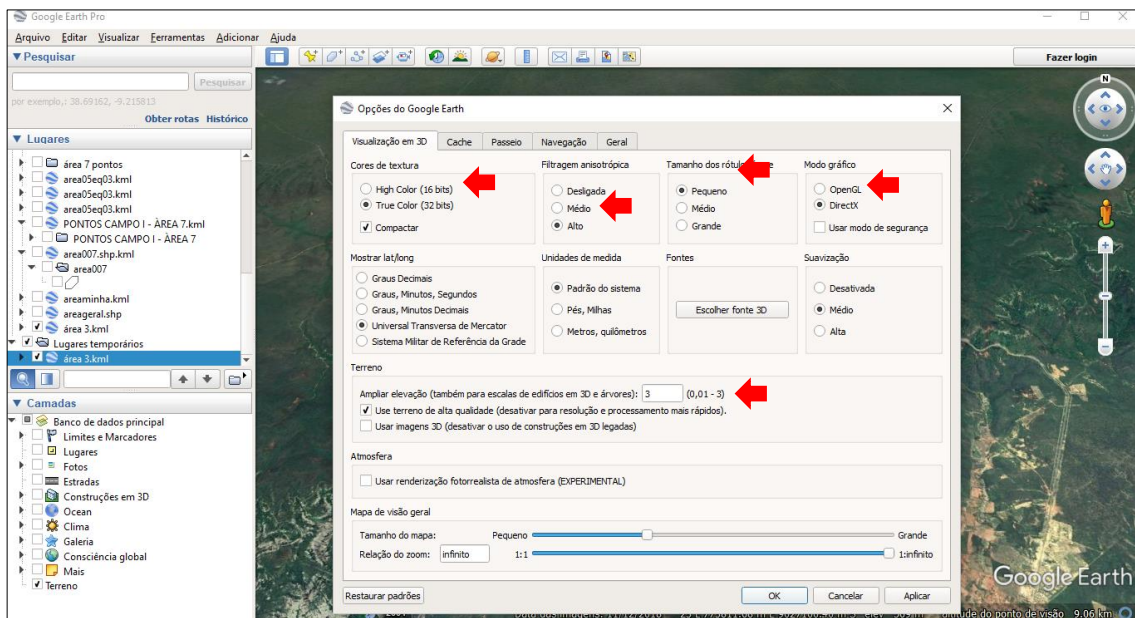 Google Earth Pro
Arquivo Editar Visualizar Ferramentas Adicionar Ajuda
▼ Pesquisar
Fazer login
Pesquisar
por exemplo,: 38.69162, -9.215813
Obter rotas Histórico
▼ Lugares
área 7 pontos
area05eq03.kml
area05eq03.kml
area05eq03.kml
PONTOS CAMPO I - ÀREA 7.kml
PONTOS CAMPO I - ÀREA 7
area007.shp.kml
area007
areaminha.kml
areageral.shp
área 3.kml
Lugares temporários
área 3.kml
▼ Camadas
Banco de dados principal
Limites e Marcadores
Lugares
Fotos
Estradas
Construções em 3D
Ocean
Clima
Galeria
Consciência global
Mais
Terreno
Opções do Google Earth
Visualização em 3D Cache Passeio Navegação Geral
Cores de textura
High Color (16 bits)
True Color (32 bits)
Compactar
Filtragem anisotrópica
Desligada
Médio
Alto
Tamanho dos
Pequeno
Médio
Grande
Modo gráfico
OpenGL
DirectX
Usar modo de segurança
Mostrar lat/long
Graus Decimais
Graus, Minutos, Segundos
Graus, Minutos Decimais
Universal Transversa de Mercator
Sistema Militar de Referência da Grade
Unidades de medida
Padrão do sistema
Pés, Milhas
Metros, quilômetros
Fontes
Escolher fonte 3D
Suavização
Desativada
Médio
Alta
Terreno
Ampliar elevação (também para escalas de edifícios em 3D e árvores): 3 (0,01 - 3)
Use terreno de alta qualidade (desativar para resolução e processamento mais rápidos).
Usar imagens 3D (desativar o uso de construções em 3D legadas)
Atmosfera
Usar renderização fotorrealista de atmosfera (EXPERIMENTAL)
Mapa de visão geral
Tamanho do mapa: Pequeno Grande
Relação do zoom: infinito 1:1 1:infinito
Restaurar padrões OK Cancelar Aplicar
N
Google Earth
do ponto de visão 9.06 km